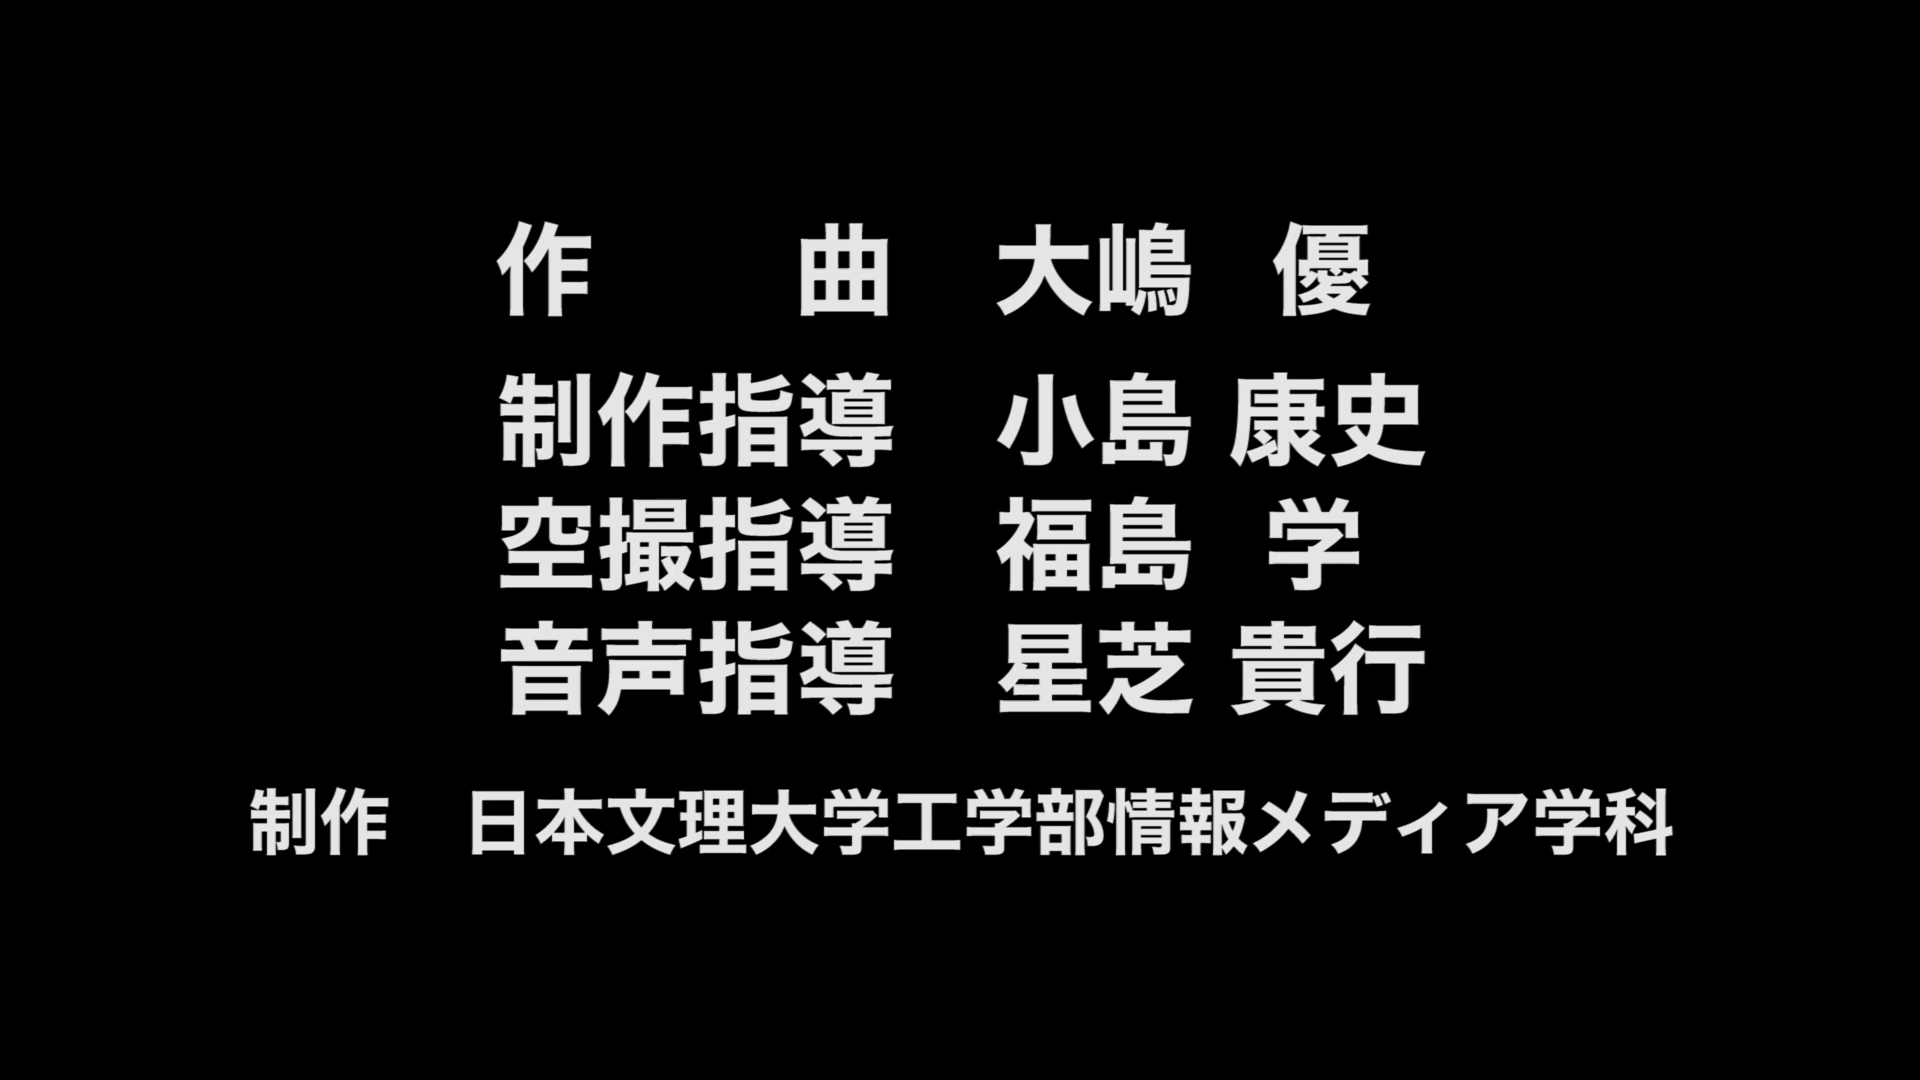 作　　曲　大嶋　優
制作指導　小島 康史
空撮指導　福島　学
音声指導　星芝 貴行
制作　日本文理大学工学部情報メディア学科